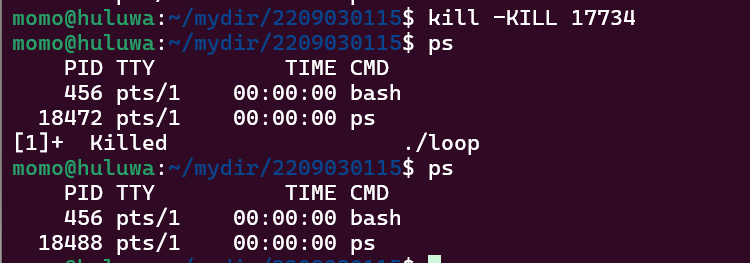 momo@huluwa:~/mydir/2209030115$ kill -KILL 17734
momo@huluwa:~/mydir/2209030115$ ps
    PID TTY          TIME CMD
    456 pts/1    00:00:00 bash
  18472 pts/1    00:00:00 ps
[1]+  Killed                  ./loop
momo@huluwa:~/mydir/2209030115$ ps
    PID TTY          TIME CMD
    456 pts/1    00:00:00 bash
  18488 pts/1    00:00:00 ps